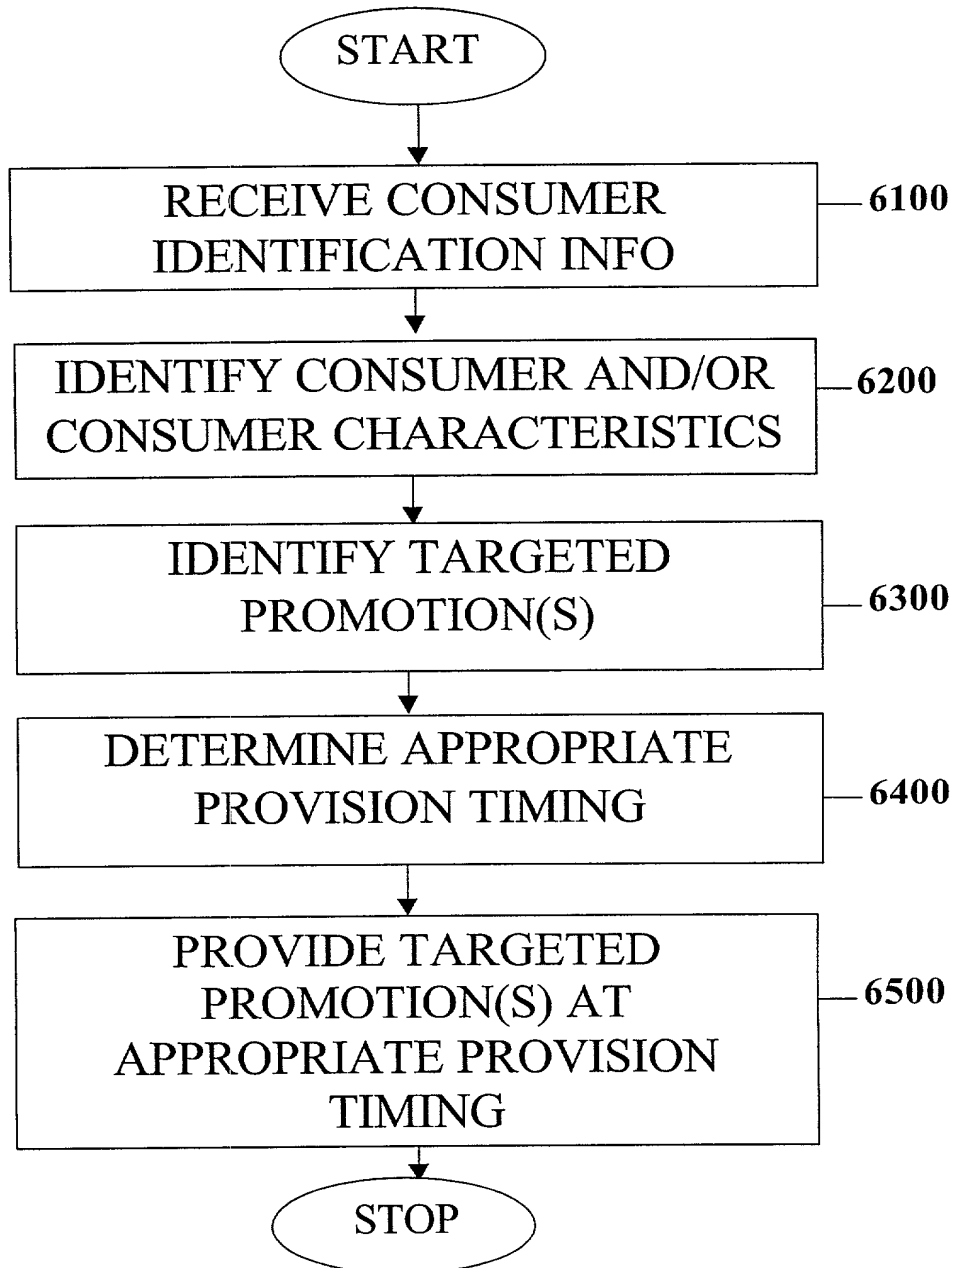 START
RECEIVE CONSUMER
IDENTIFICATION INFO
6100
IDENTIFY CONSUMER AND/OR
CONSUMER CHARACTERISTICS
6200
IDENTIFY TARGETED
PROMOTION(S)
6300
DETERMINE APPROPRIATE
PROVISION TIMING
6400
PROVIDE TARGETED
PROMOTION(S) AT
APPROPRIATE PROVISION
TIMING
6500
STOP